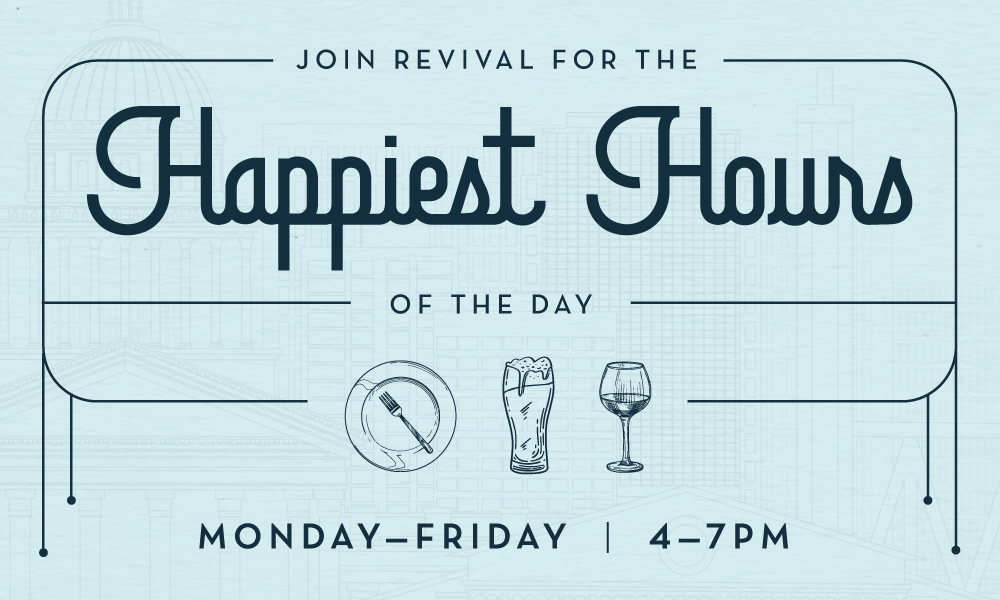 JOIN REVIVAL FOR THE
Happiest Hours
OF THE DAY
MONDAY–FRIDAY | 4–7PM